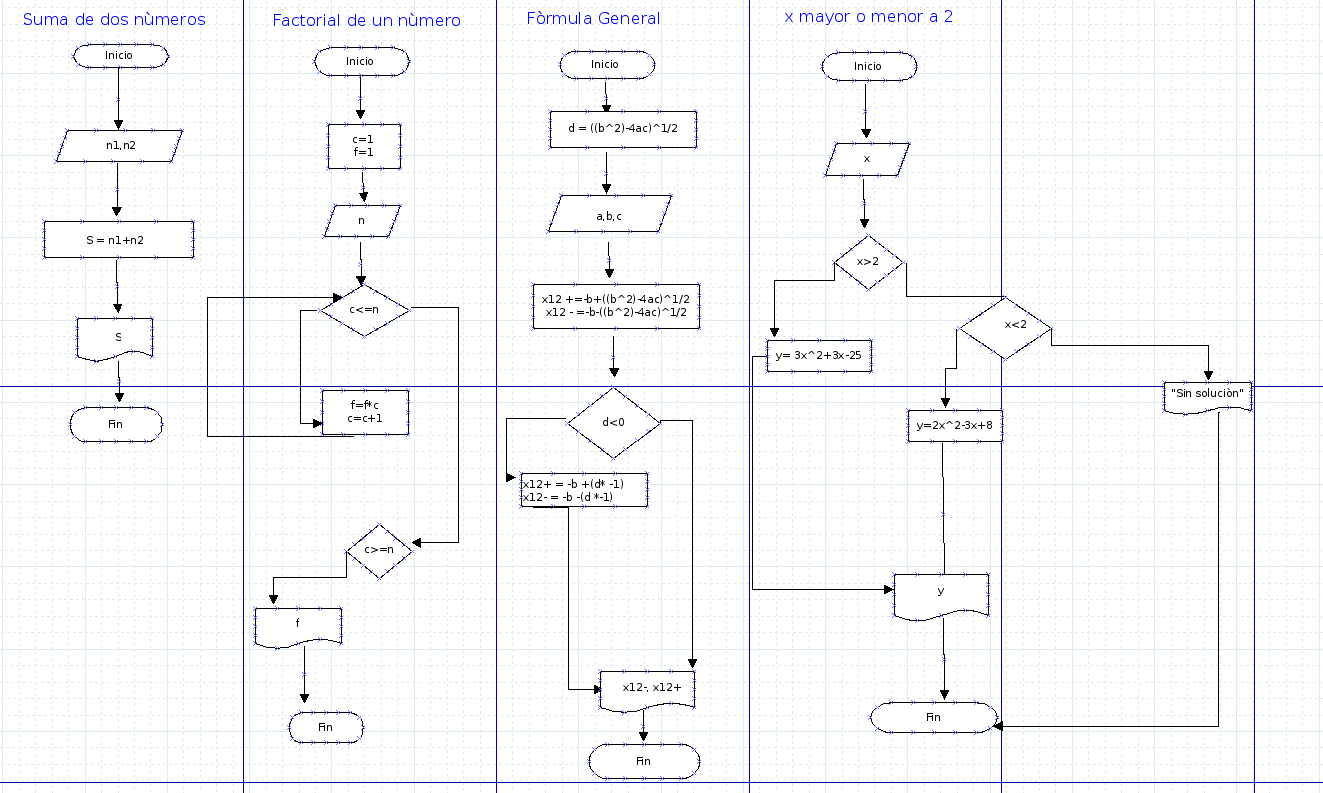 Suma de dos nùmeros
Inicio
n1,n2
S = n1+n2
S
Fin
Factorial de un nùmero
Inicio
c=1
f=1
n
c<=n
f=f*c
c=c+1
c>=n
f
Fin
Fòrmula General
Inicio
d = ((b^2)-4ac)^1/2
a,b,c
x12 +=-b+((b^2)-4ac)^1/2
x12 - =-b-((b^2)-4ac)^1/2
d<0
x12+ = -b +(d* -1)
x12- = -b -(d *-1)
x12-, x12+
Fin
x mayor o menor a 2
Inicio
x
x>2
x<2
y= 3x^2+3x-25
"Sin soluciòn"
y=2x^2-3x+8
y
Fin